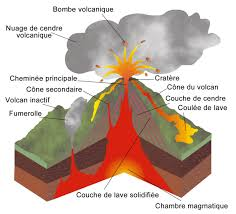 Bombe volcanique
Nuage de cendre
volcanique
Cheminée principale
Cratère
Cône secondaire
Cône du volcan
Volcan inactif
Couche de cendre
Fumerolle
Coulée de lave
Couche de lave solidifiée
Chambre magmatique